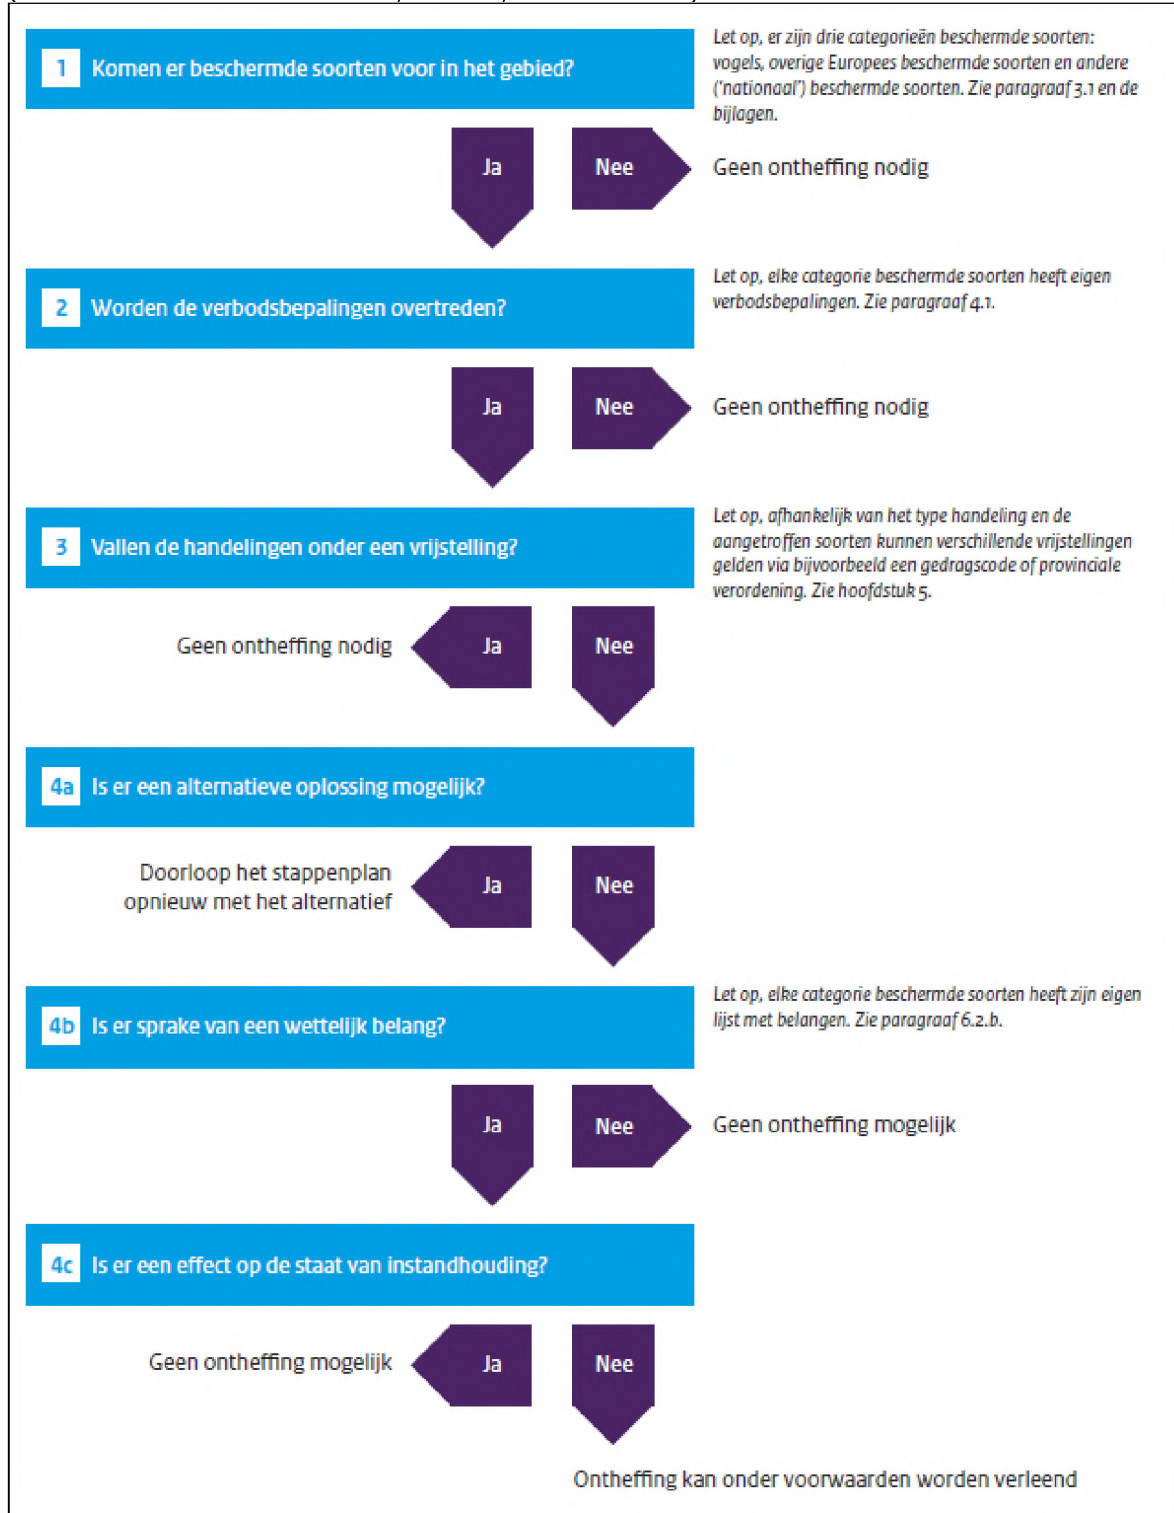 1 Komen er beschermde soorten voor in het gebied?
Let op, er zijn drie categorieën beschermde soorten:
vogels, overige Europees beschermde soorten en andere
('nationaal') beschermde soorten. Zie paragraaf 3.1 en de
bijlagen.
Ja
Nee
Geen ontheffing nodig
2 Worden de verbodsbepalingen overtreden?
Let op, elke categorie beschermde soorten heeft eigen
verbodsbepalingen. Zie paragraaf 4.1.
Ja
Nee
Geen ontheffing nodig
3 Vallen de handelingen onder een vrijstelling?
Let op, afhankelijk van het type handeling en de
aangetroffen soorten kunnen verschillende vrijstellingen
gelden via bijvoorbeeld een gedragscode of provinciale
verordening. Zie hoofdstuk 5.
Geen ontheffing nodig
Ja
Nee
4a Is er een alternatieve oplossing mogelijk?
Doorloop het stappenplan
opnieuw met het alternatief
Ja
Nee
4b Is er sprake van een wettelijk belang?
Let op, elke categorie beschermde soorten heeft zijn eigen
lijst met belangen. Zie paragraaf 6.2.b.
Ja
Nee
Geen ontheffing mogelijk
4c Is er een effect op de staat van instandhouding?
Geen ontheffing mogelijk
Ja
Nee
Ontheffing kan onder voorwaarden worden verleend